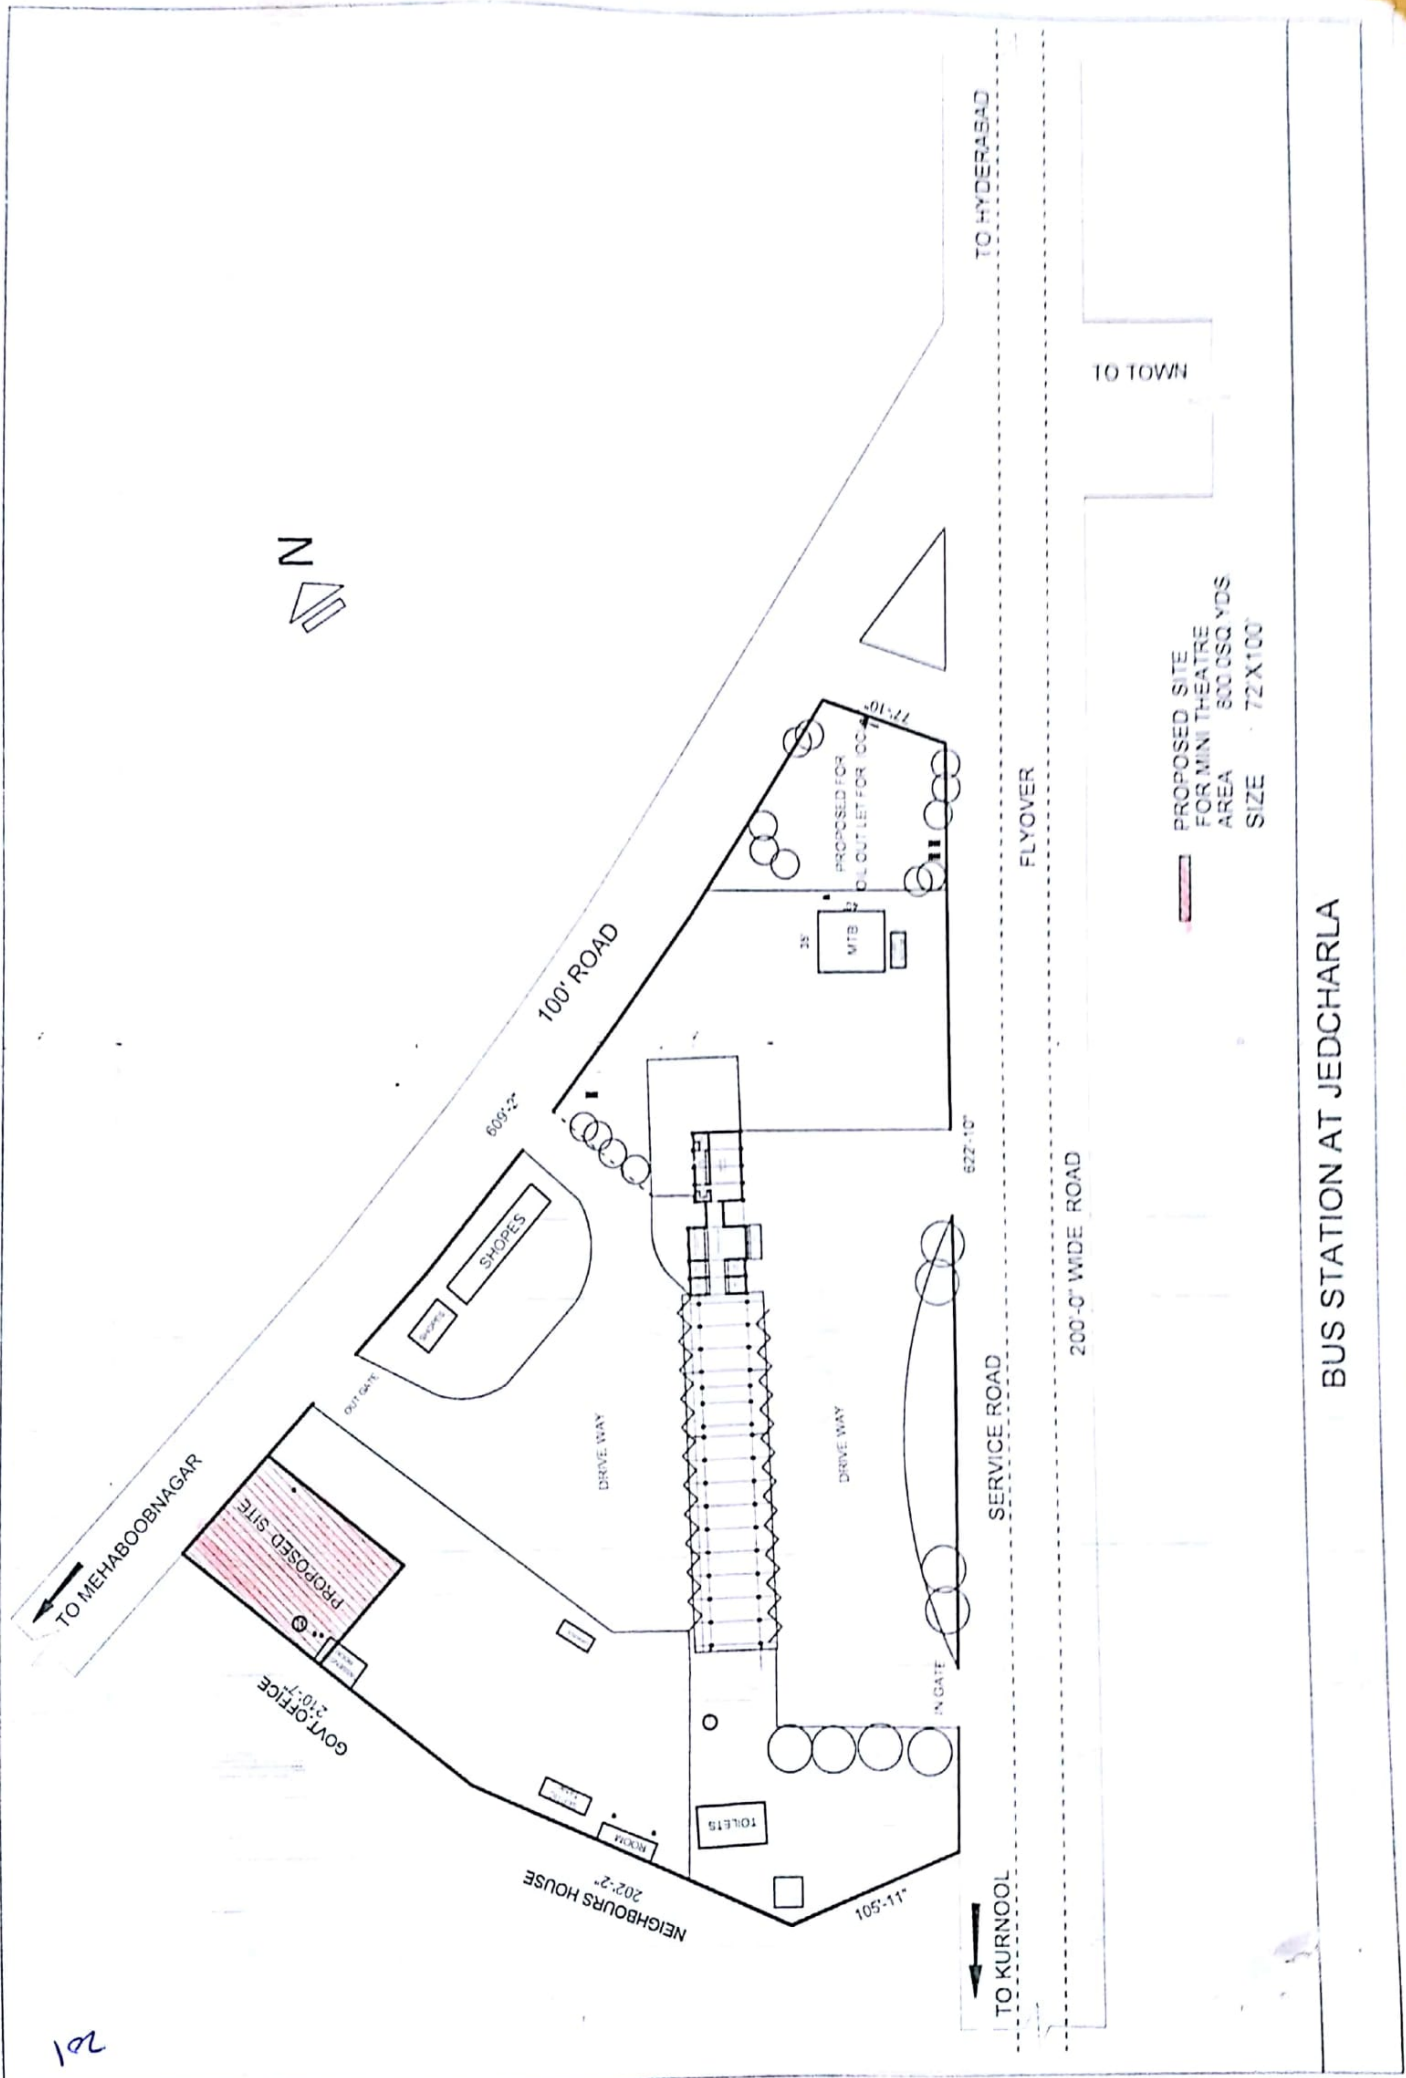 TO HYDERABAD
TO TOWN
N
PROPOSED SITE
FOR MINI THEATRE
AREA 800.0SQ.YDS.
SIZE : 72'X100'
FLYOVER
77'-10"
PROPOSED FOR
OIL OUT LET FOR IOC
MTB
35'
100' ROAD
609'-2"
622'-10"
200'-0" WIDE ROAD
SERVICE ROAD
SHOPES
SHOPES
OUT GATE
DRIVE WAY
DRIVE WAY
TO MEHABOOBNAGAR
PROPOSED SITE
GOVT.OFFICE
210'-7"
IN GATE
TOILETS
ROOM
NEIGHBOURS HOUSE
202'-2"
105'-11"
TO KURNOOL
BUS STATION AT JEDCHARLA
102